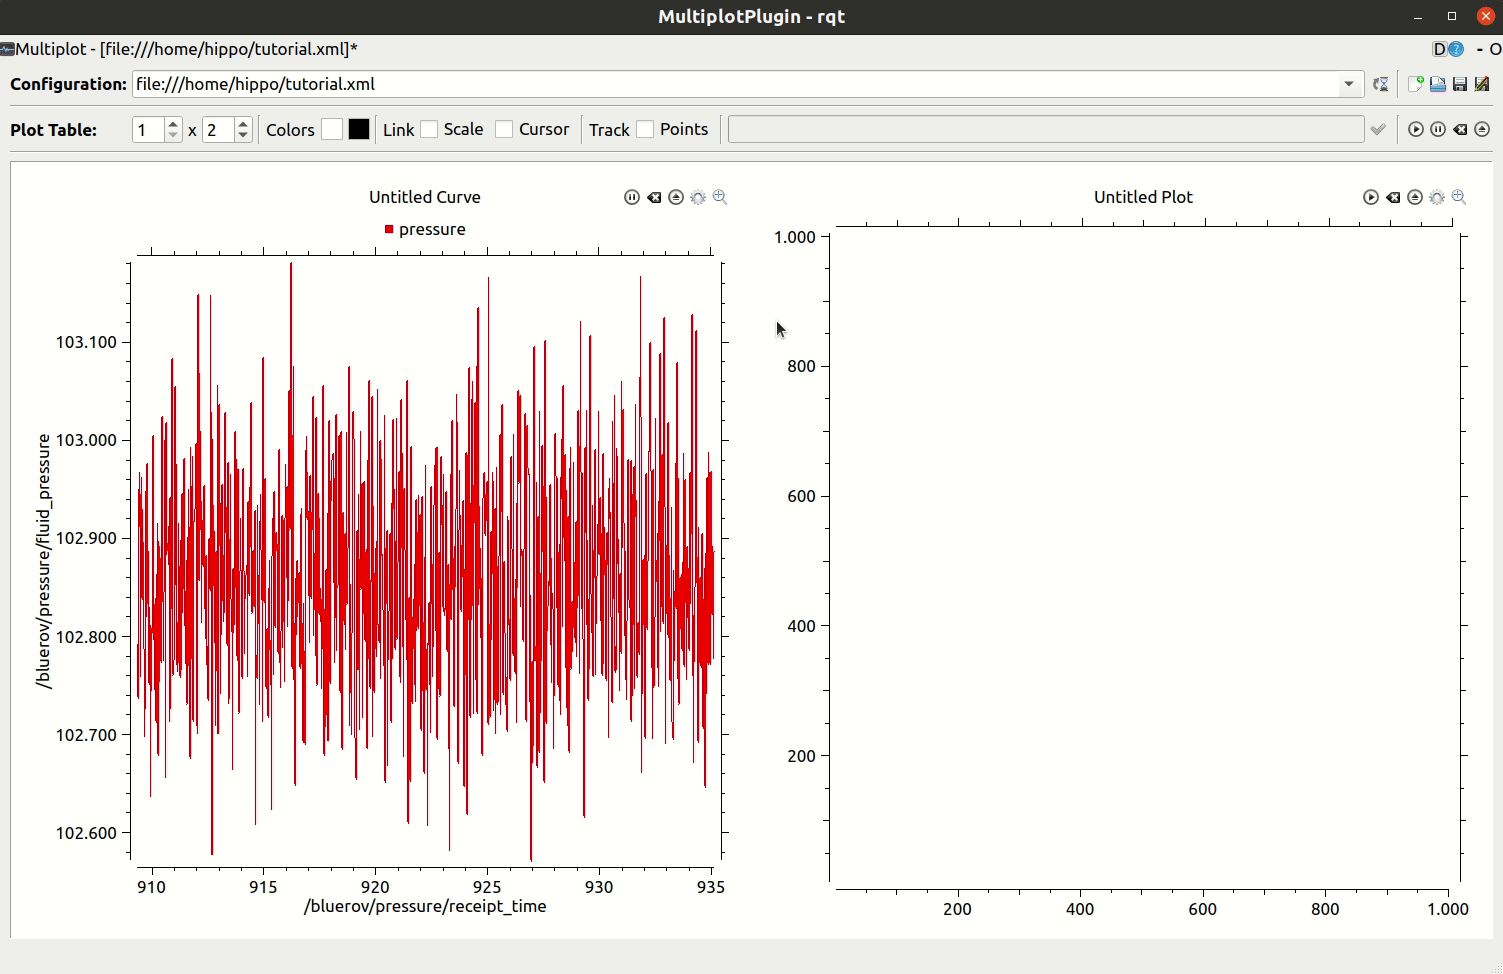 MultiplotPlugin - rqt
Multiplot - [file:///home/hippo/tutorial.xml]*
D ? - O
Configuration: file:///home/hippo/tutorial.xml
Plot Table: 1 x 2 Colors Link Scale Cursor Track Points
Untitled Curve
pressure
103.100
103.000
102.900
102.800
102.700
102.600
/bluerov/pressure/fluid_pressure
910 915 920 925 930 935
/bluerov/pressure/receipt_time
Untitled Plot
1.000
800
600
400
200
200 400 600 800 1.000